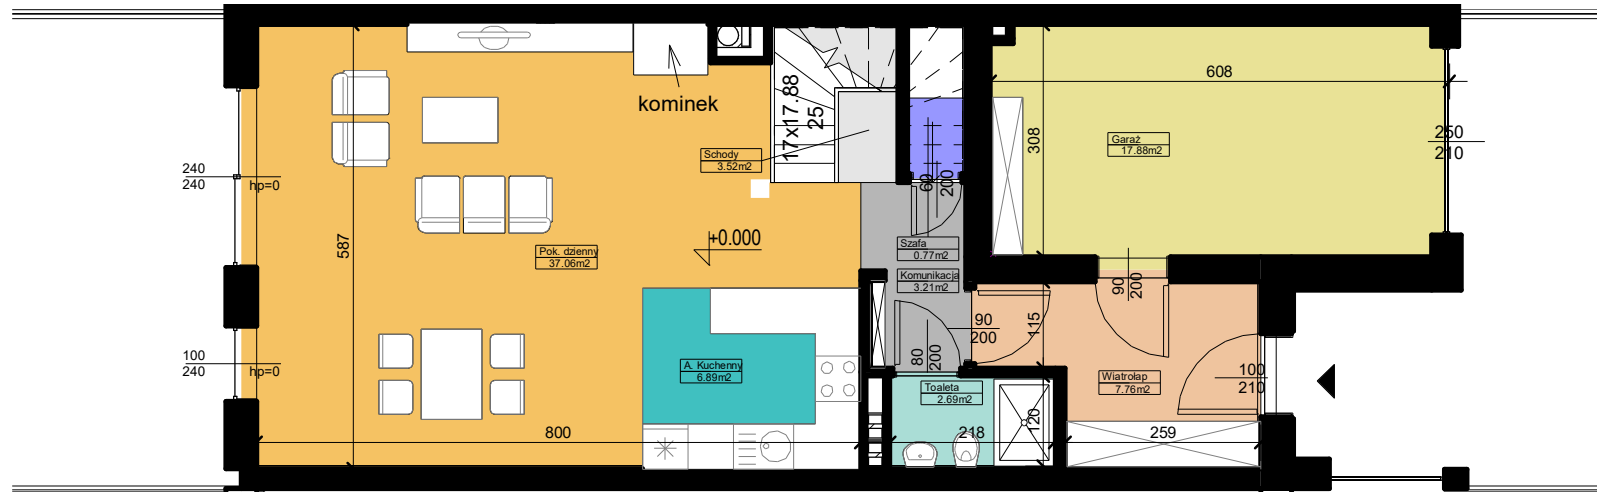 608
kominek
17x17.88
25
308
250
210
Garaż
17.88m2
Schody
3.52m2
240
240
hp=0
60
200
587
+0.000
Pok. dzienny
37.06m2
Szafa
0.77m2
Komunikacja
3.21m2
90
200
90
200
115
80
200
100
240
hp=0
A. Kuchenny
6.89m2
Toaleta
2.69m2
Wiatrołap
7.76m2
100
210
120
800
218
259